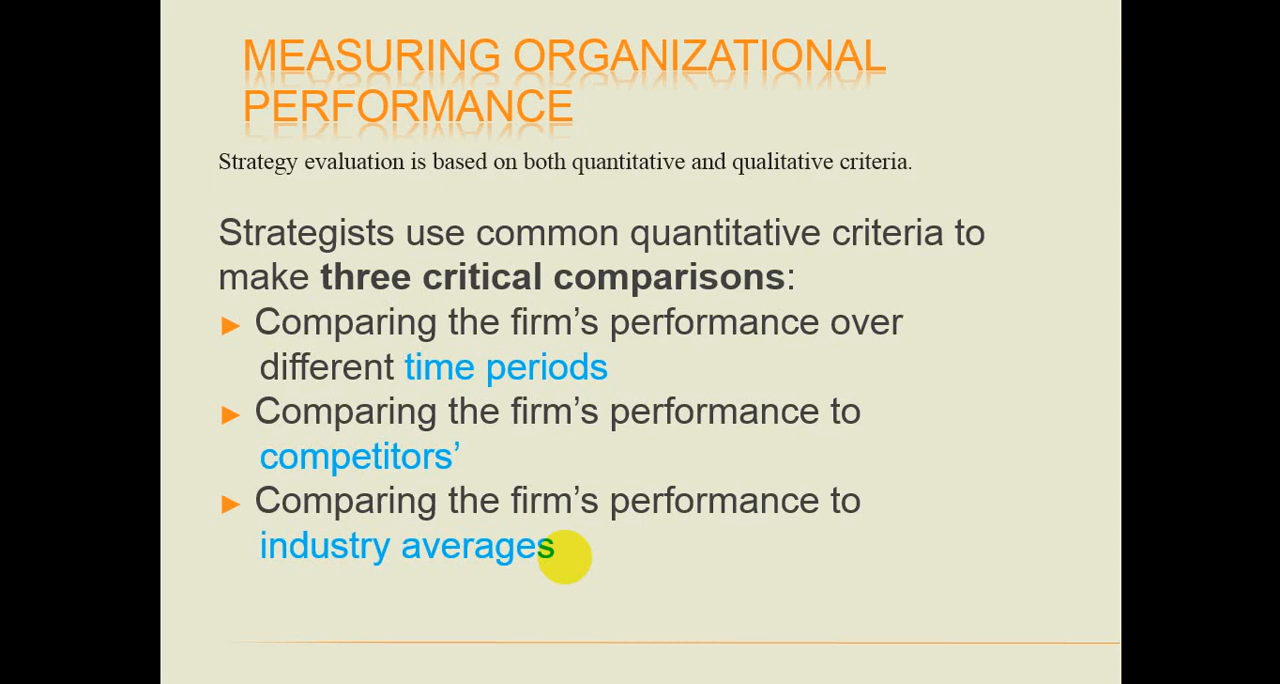 MEASURING ORGANIZATIONAL
PERFORMANCE
Strategy evaluation is based on both quantitative and qualitative criteria.
Strategists use common quantitative criteria to
make three critical comparisons:
► Comparing the firm’s performance over
different time periods
► Comparing the firm’s performance to
competitors’
► Comparing the firm’s performance to
industry averages